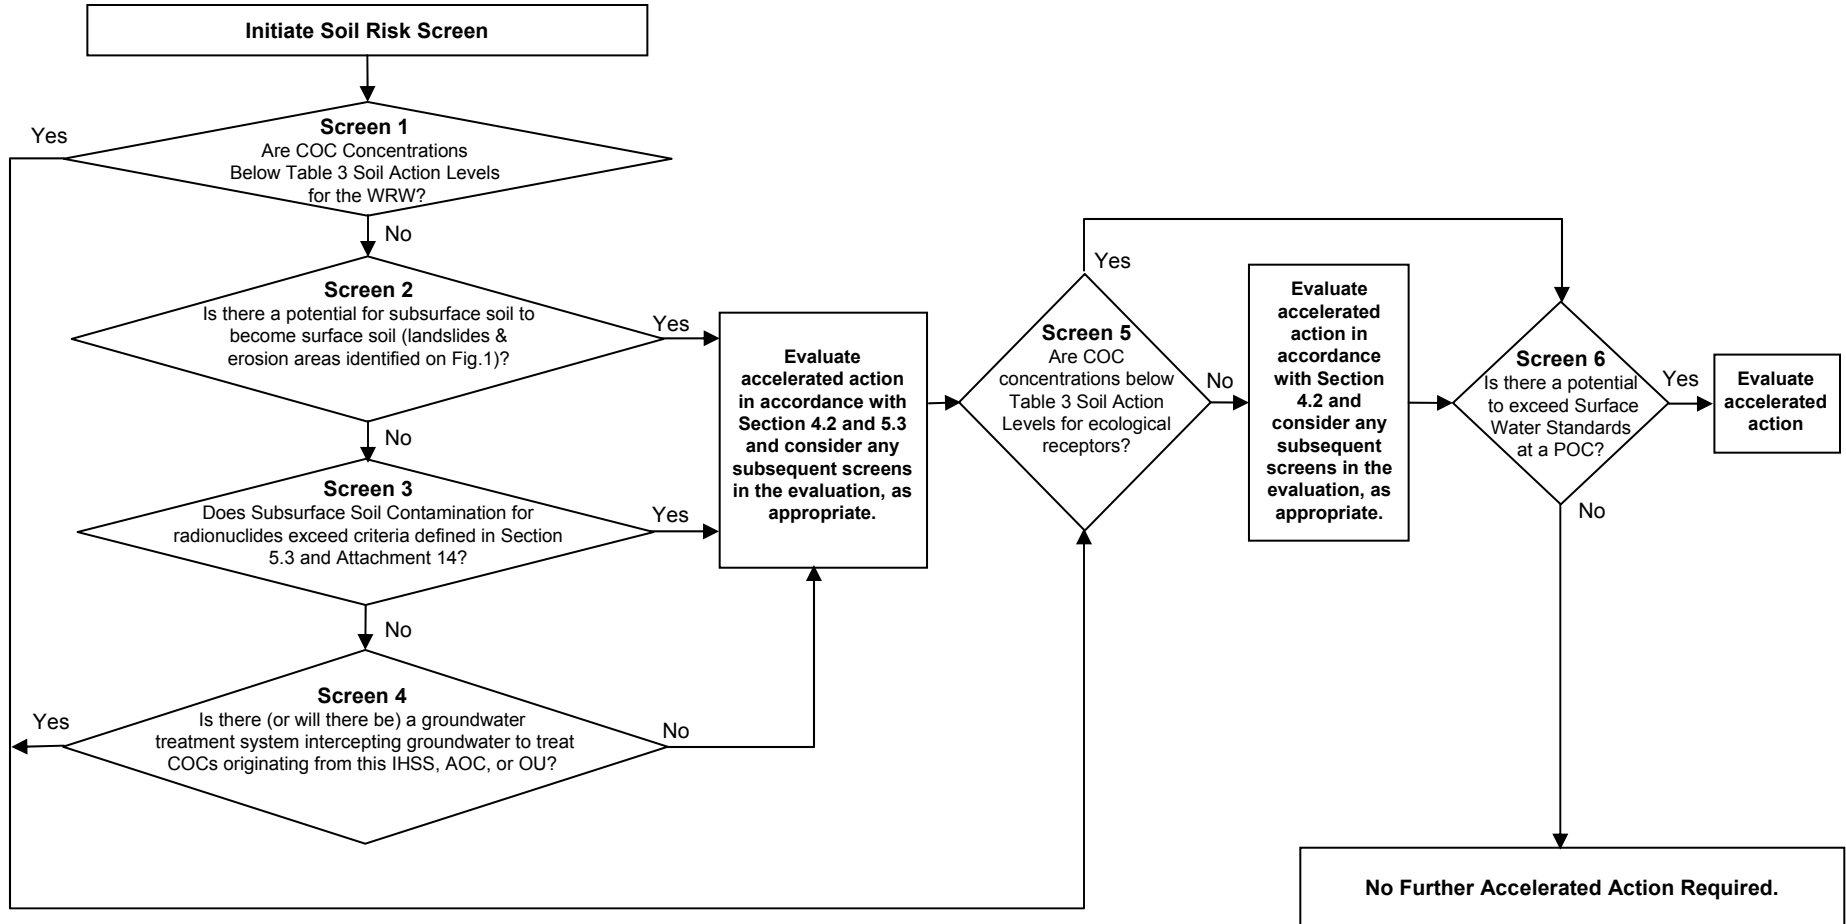 Initiate Soil Risk Screen
Yes
Screen 1
Are COC Concentrations
Below Table 3 Soil Action Levels
for the WRW?
No
Screen 2
Is there a potential for subsurface soil to
become surface soil (landslides &
erosion areas identified on Fig.1)?
Yes
No
Screen 3
Does Subsurface Soil Contamination for
radionuclides exceed criteria defined in Section
5.3 and Attachment 14?
Yes
No
Screen 4
Is there (or will there be) a groundwater
treatment system intercepting groundwater to treat
COCs originating from this IHSS, AOC, or OU?
Yes
No
Evaluate
accelerated action
in accordance with
Section 4.2 and 5.3
and consider any
subsequent screens
in the evaluation, as
appropriate.
Screen 5
Are COC
concentrations below
Table 3 Soil Action
Levels for ecological
receptors?
Yes
No
Evaluate
accelerated
action in
accordance
with Section
4.2 and
consider any
subsequent
screens in the
evaluation, as
appropriate.
Screen 6
Is there a potential
to exceed Surface
Water Standards
at a POC?
Yes
Evaluate
accelerated
action
No
No Further Accelerated Action Required.